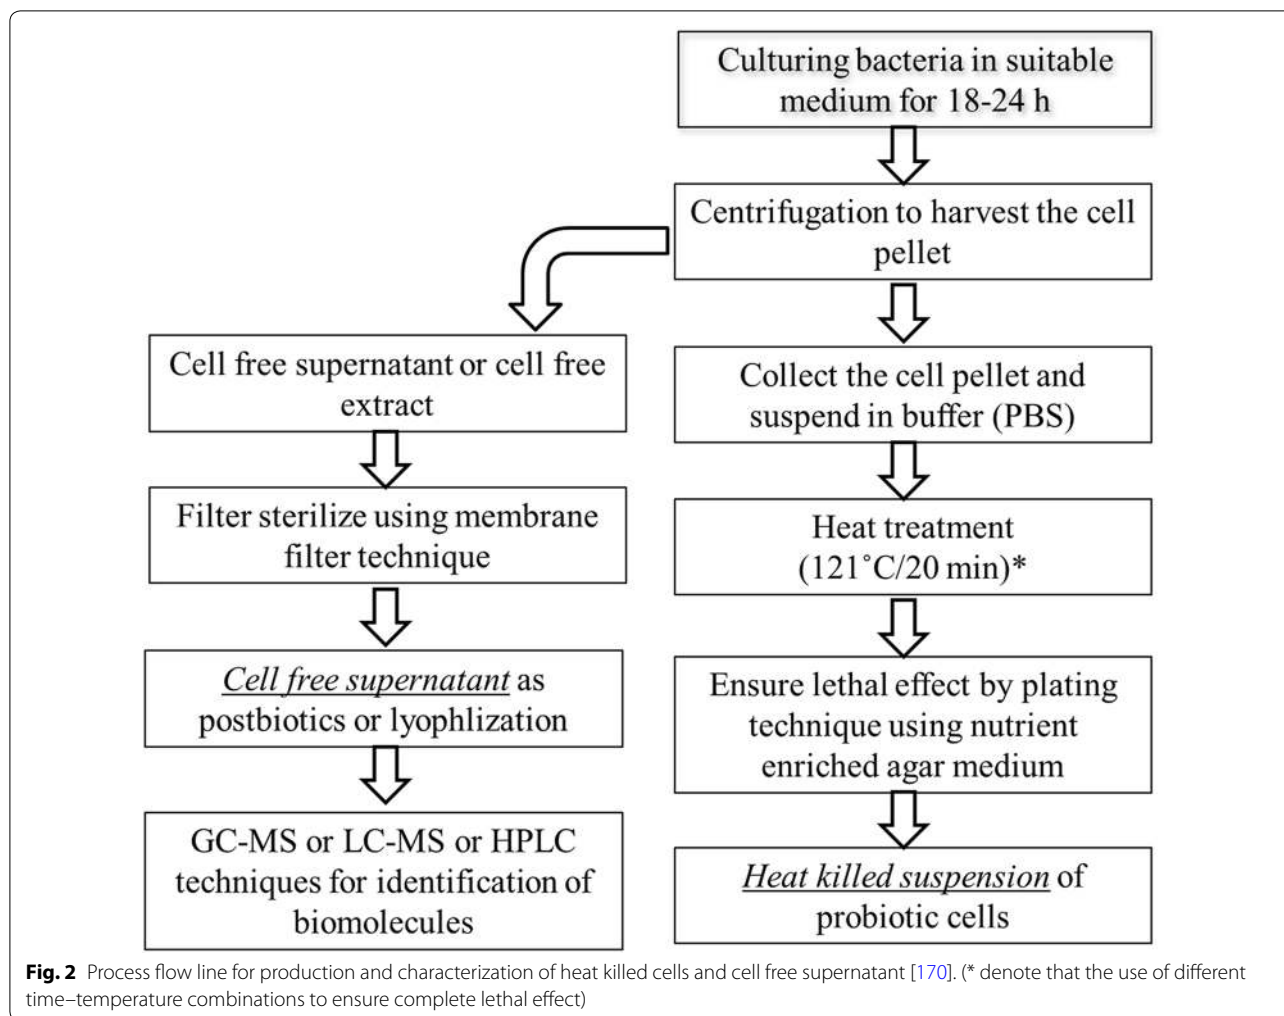 Culturing bacteria in suitable
medium for 18-24 h
Centrifugation to harvest the cell
pellet
Cell free supernatant or cell free
extract
Filter sterilize using membrane
filter technique
Cell free supernatant as
postbiotics or lyophlization
GC-MS or LC-MS or HPLC
techniques for identification of
biomolecules
Collect the cell pellet and
suspend in buffer (PBS)
Heat treatment
(121˚C/20 min)*
Ensure lethal effect by plating
technique using nutrient
enriched agar medium
Heat killed suspension of
probiotic cells
Fig. 2 Process flow line for production and characterization of heat killed cells and cell free supernatant [170]. (* denote that the use of different
time–temperature combinations to ensure complete lethal effect)